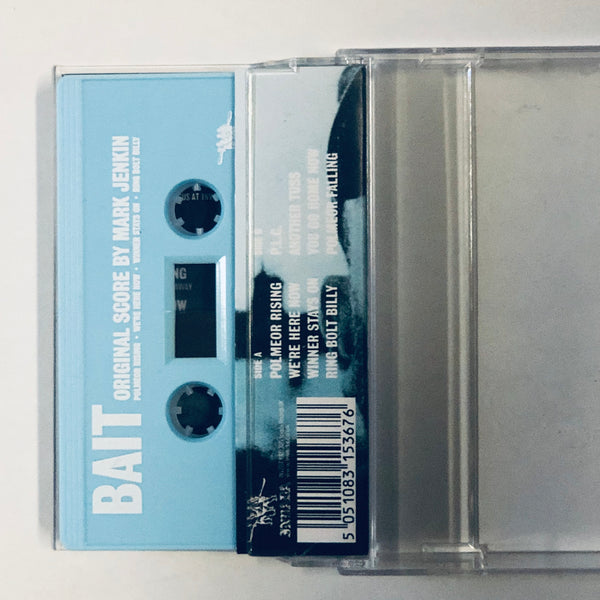 BAIT
ORIGINAL SCORE BY MARK JENKIN
POLMEOR RISING • WE'RE HERE NOW • WINNER STAYS ON • RING BOLT BILLY
SIDE A
POLMEOR RISING
WE'RE HERE NOW
WINNER STAYS ON
RING BOLT BILLY
P.L.C.
ANOTHER TOSS
YOU GO HOME NOW
POLMEOR FALLING
5 051083 153676